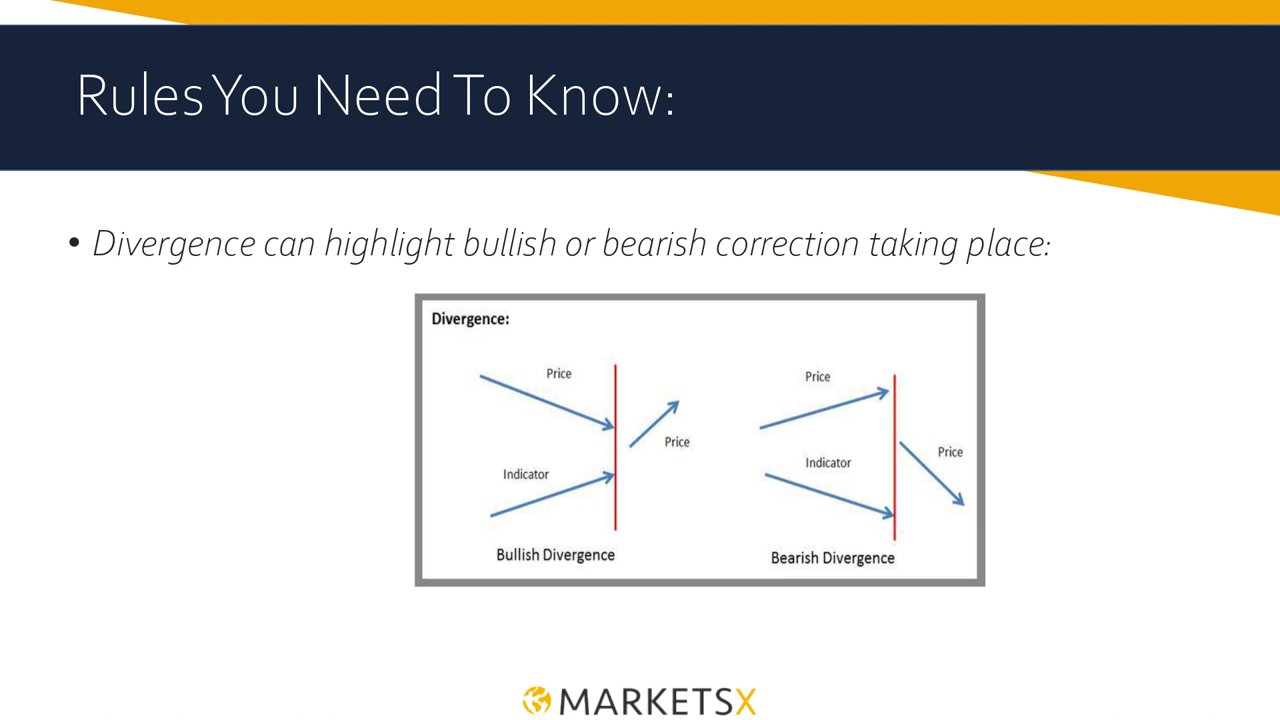 Rules You Need To Know:
• Divergence can highlight bullish or bearish correction taking place:
Divergence:
Price
Price
Indicator
Bullish Divergence
Price
Indicator
Price
Bearish Divergence
MARKETSX